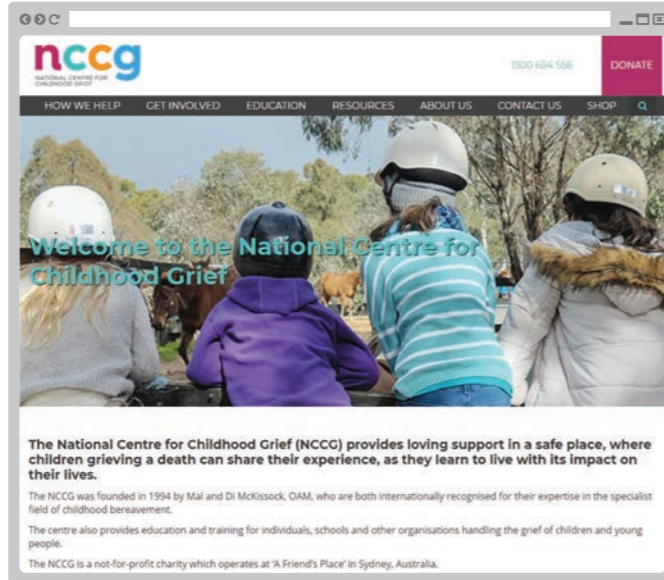 nccg
NATIONAL CENTRE FOR
CHILDHOOD GRIEF
1300 654 556
DONATE
HOW WE HELP GET INVOLVED EDUCATION RESOURCES ABOUT US CONTACT US SHOP
Welcome to the National Centre for
Childhood Grief
The National Centre for Childhood Grief (NCCG) provides loving support in a safe place, where
children grieving a death can share their experience, as they learn to live with its impact on
their lives.
The NCCG was founded in 1994 by Mal and Di McKissock, OAM, who are both internationally recognised for their expertise in the specialist
field of childhood bereavement.
The centre also provides education and training for individuals, schools and other organisations handling the grief of children and young
people.
The NCCG is a not-for-profit charity which operates at 'A Friend's Place' in Sydney, Australia.